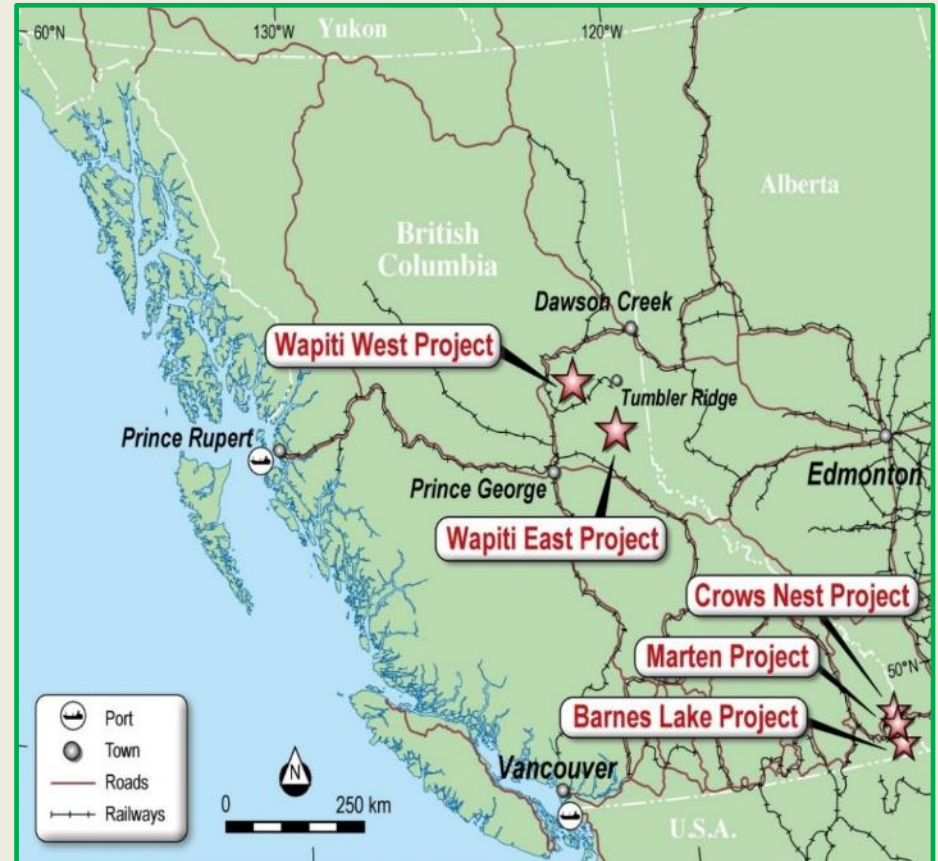 60°N
130°W
Yukon
120°W
Alberta
British
Columbia
Dawson Creek
Wapiti West Project
Tumbler Ridge
Prince Rupert
Prince George
Edmonton
Wapiti East Project
Crows Nest Project
50°N
Marten Project
Barnes Lake Project
Port
Town
Roads
Railways
N
0
250 km
Vancouver
U.S.A.